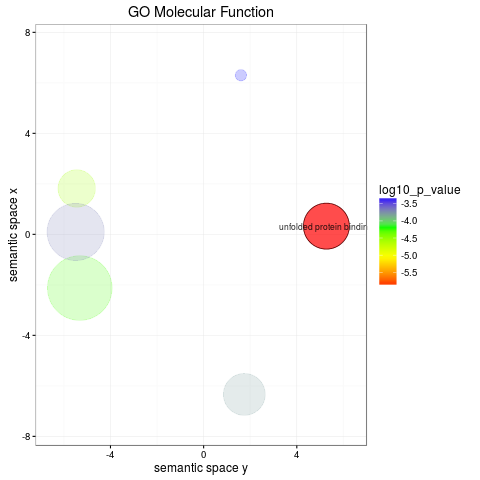 GO Molecular Function
8
4
0
-4
-8
semantic space x
unfolded protein bindin
-4
0
4
semantic space y
log10_p_value
-3.5
-4.0
-4.5
-5.0
-5.5